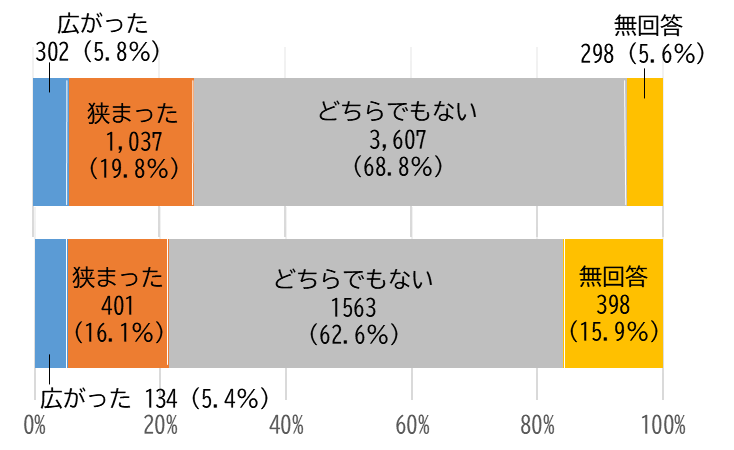 広がった
302 (5.8%)
無回答
298 (5.6%)
狭まった
1,037
(19.8%)
どちらでもない
3,607
(68.8%)
狭まった
401
(16.1%)
どちらでもない
1563
(62.6%)
無回答
398
(15.9%)
広がった 134 (5.4%)
0% 20% 40% 60% 80% 100%